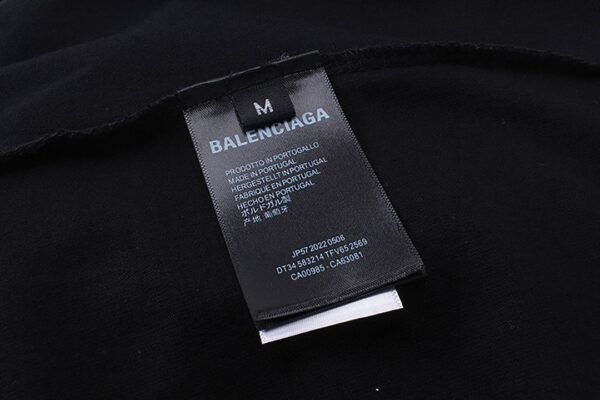 M
BALENCIAGA
PRODOTTO IN PORTOGALLO
MADE IN PORTUGAL
HERGESTELLT IN PORTUGAL
FABRIQUE EN PORTUGAL
HECHO EN PORTUGAL
ポルトガル製
产地 葡萄牙
JP57 2022 0506
DT34 583214 TFV65 2569
CA00985 - CA63081